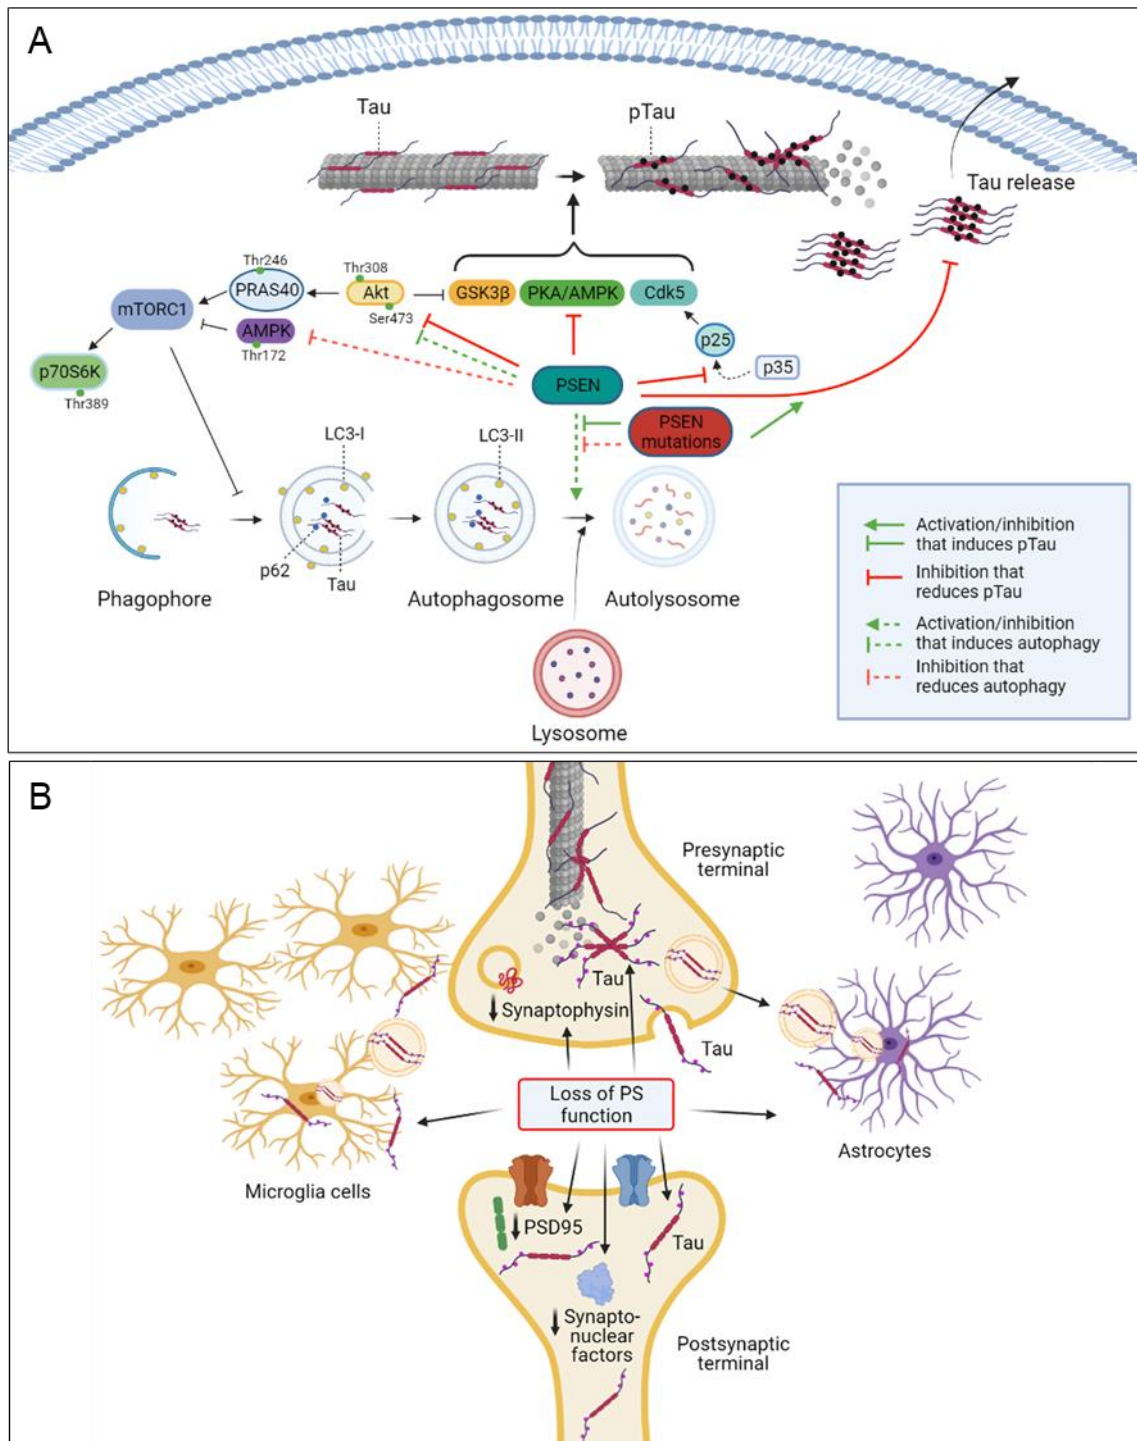 A
Tau
pTau
Tau release
Thr246
PRAS40
Thr308
Akt
Ser473
GSK3β
PKA/AMPK
Cdk5
mTORC1
AMPK
Thr172
p25
p35
p70S6K
Thr389
PSEN
PSEN
mutations
LC3-I
LC3-II
p62
Tau
Phagophore
Autophagosome
Autolysosome
Lysosome
Activation/inhibition
that induces pTau
Inhibition that
reduces pTau
Activation/inhibition
that induces autophagy
Inhibition that
reduces autophagy
B
Presynaptic
terminal
Tau
Synaptophysin
Tau
Loss of PS
function
Microglia cells
Astrocytes
PSD95
Tau
Synapto-
nuclear
factors
Postsynaptic
terminal